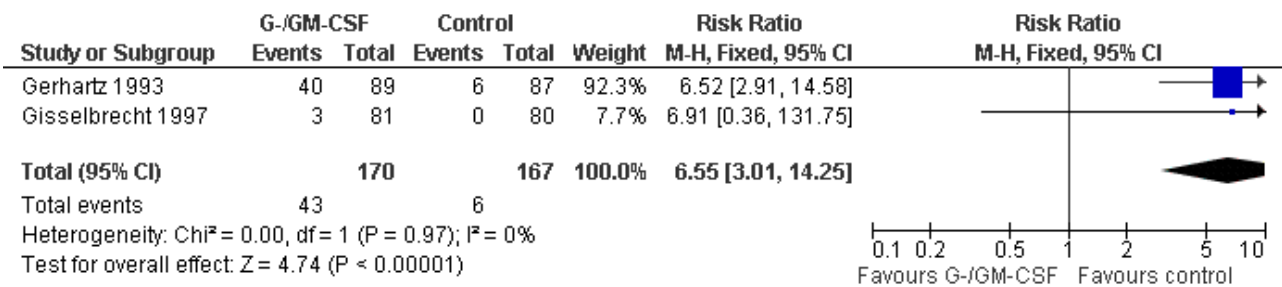 G-/GM-CSF Control Risk Ratio Risk Ratio
Study or Subgroup Events Total Events Total Weight M-H, Fixed, 95% CI M-H, Fixed, 95% CI
Gerhartz 1993 40 89 6 87 92.3% 6.52 [2.91, 14.58]
Gisselbrecht 1997 3 81 0 80 7.7% 6.91 [0.36, 131.75]
Total (95% CI) 170 167 100.0% 6.55 [3.01, 14.25]
Total events 43 6
Heterogeneity: Chi² = 0.00, df = 1 (P = 0.97); I² = 0%
Test for overall effect: Z = 4.74 (P < 0.00001)
0.1 0.2 0.5 1 2 5 10
Favours G-/GM-CSF Favours control